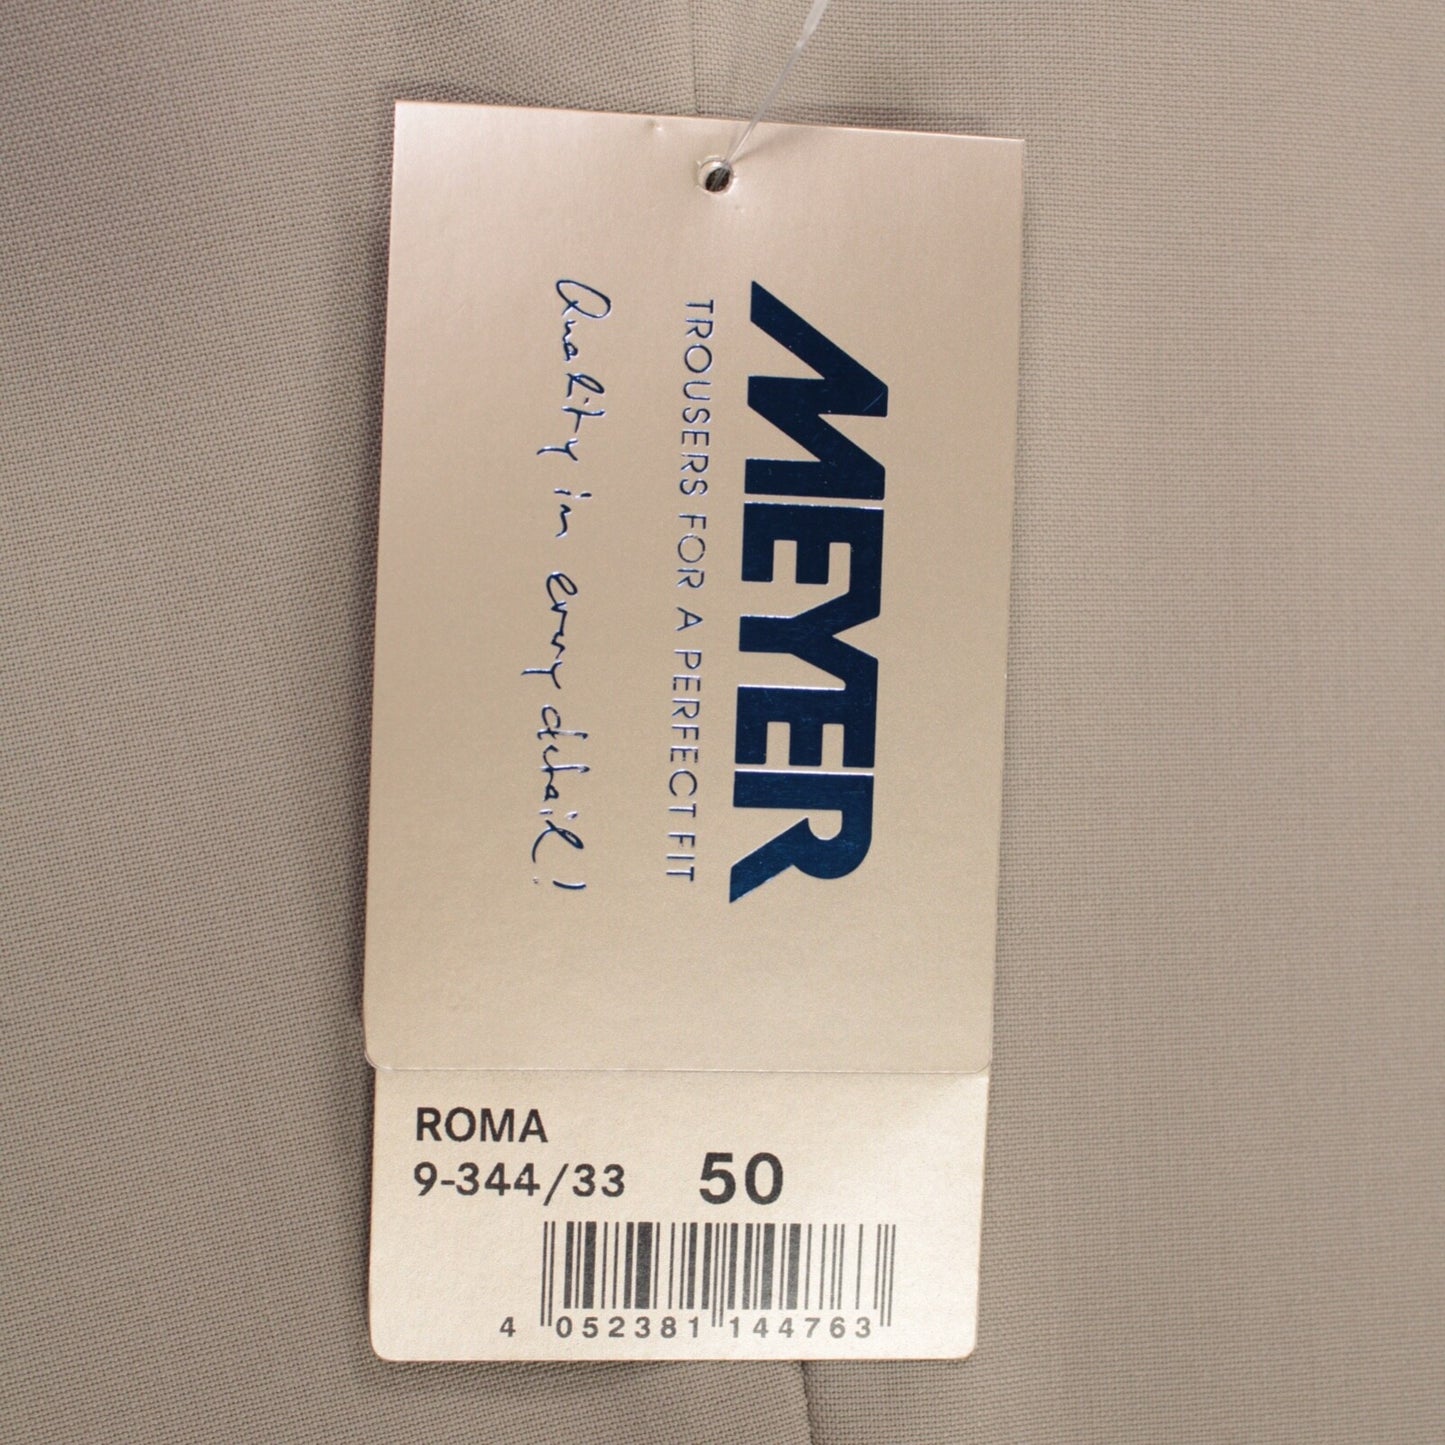 MEYER
TROUSERS FOR A PERFECT FIT
Quality in every detail!
ROMA
9-344/33 50
4 052381 144763